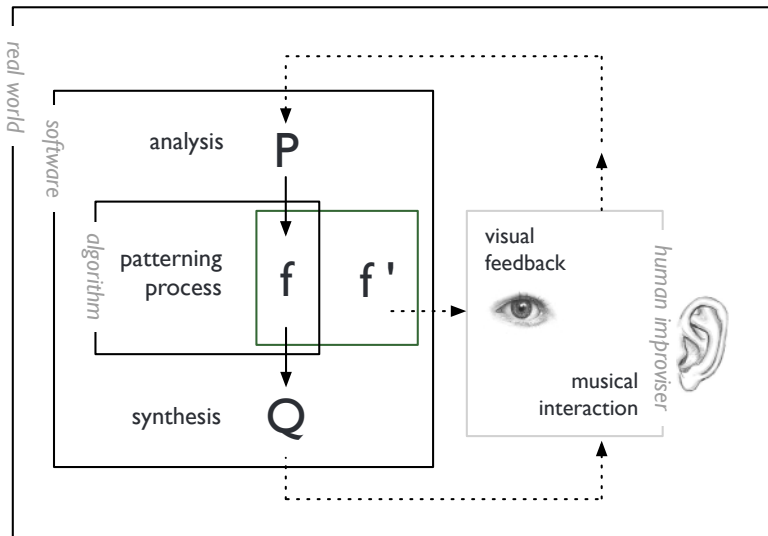 real world
software
analysis
P
algorithm
patterning
process
f
f '
synthesis
Q
visual
feedback
human improviser
musical
interaction